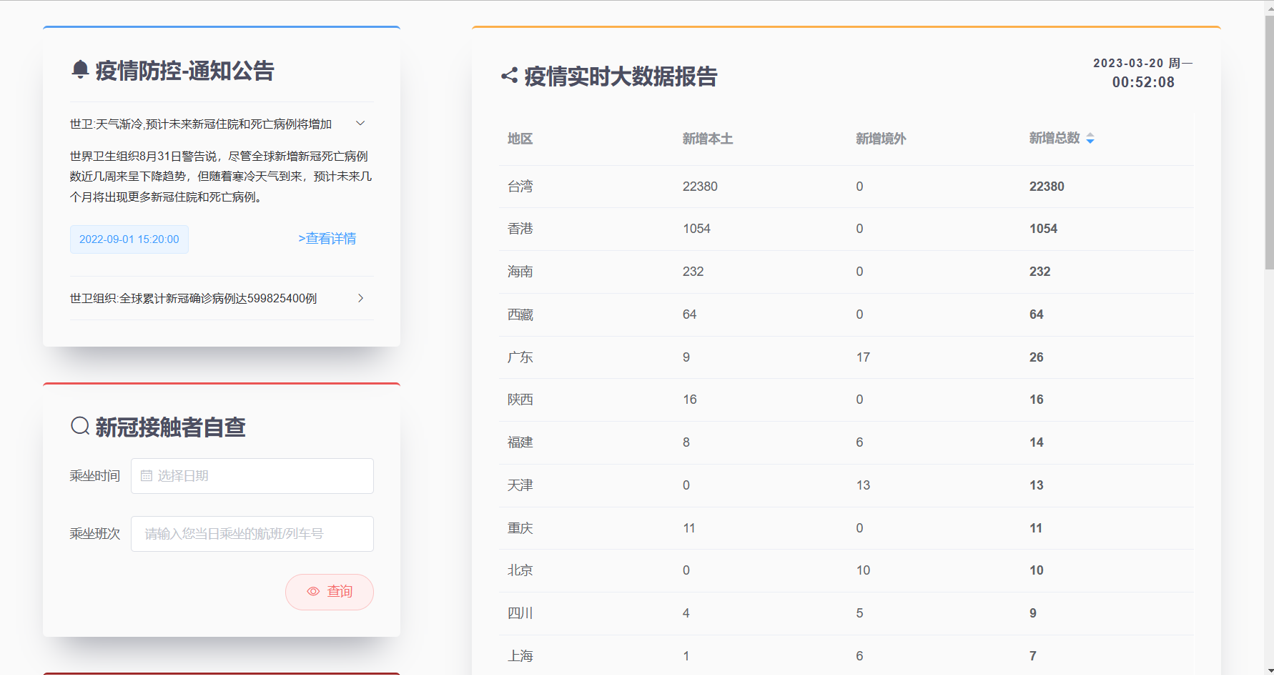 疫情防控-通知公告
世卫:天气渐冷,预计未来新冠住院和死亡病例将增加
世界卫生组织8月31日警告说，尽管全球新增新冠死亡病例
数近几周来呈下降趋势，但随着寒冷天气到来，预计未来几
个月将出现更多新冠住院和死亡病例。
2022-09-01 15:20:00 >查看详情
世卫组织:全球累计新冠确诊病例达599825400例
新冠接触者自查
乘坐时间 选择日期
乘坐班次 请输入您当日乘坐的航班/列车号
查询
疫情实时大数据报告
2023-03-20 周一
00:52:08
地区 新增本土 新增境外 新增总数
台湾 22380 0 22380
香港 1054 0 1054
海南 232 0 232
西藏 64 0 64
广东 9 17 26
陕西 16 0 16
福建 8 6 14
天津 0 13 13
重庆 11 0 11
北京 0 10 10
四川 4 5 9
上海 1 6 7